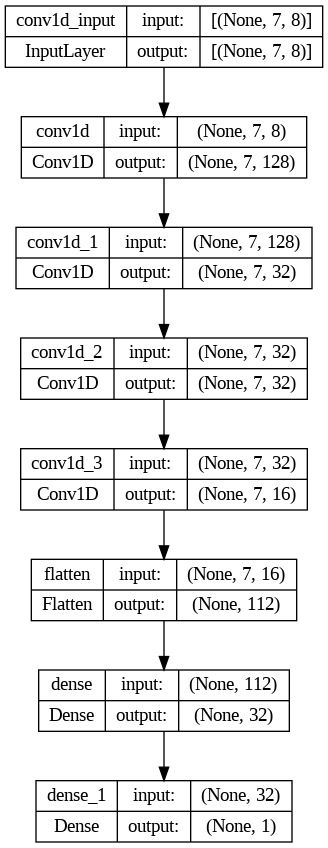 conv1d_input input: [(None, 7, 8)]
InputLayer output: [(None, 7, 8)]
conv1d input: (None, 7, 8)
Conv1D output: (None, 7, 128)
conv1d_1 input: (None, 7, 128)
Conv1D output: (None, 7, 32)
conv1d_2 input: (None, 7, 32)
Conv1D output: (None, 7, 32)
conv1d_3 input: (None, 7, 32)
Conv1D output: (None, 7, 16)
flatten input: (None, 7, 16)
Flatten output: (None, 112)
dense input: (None, 112)
Dense output: (None, 32)
dense_1 input: (None, 32)
Dense output: (None, 1)